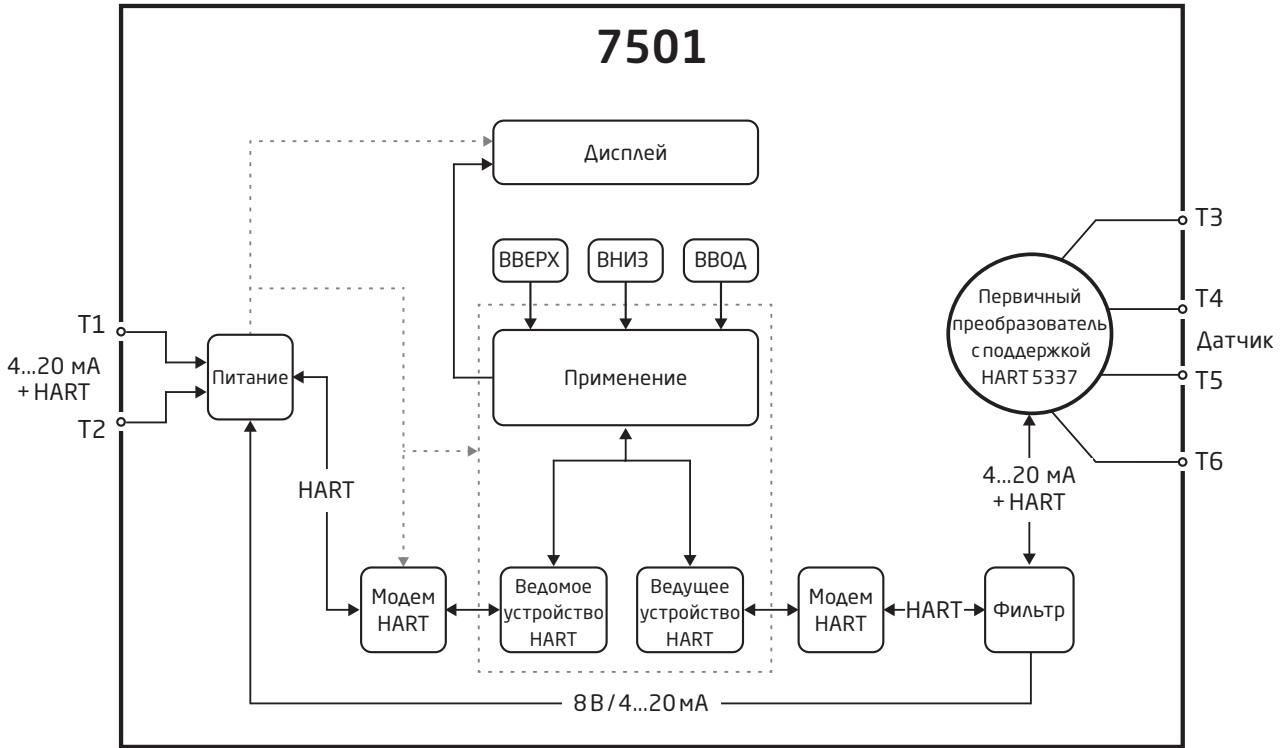 7501
Дисплей
ВВЕРХ
ВНИЗ
ВВОД
T1
4...20 мА
+ HART
T2
Питание
Применение
Первичный
преобразователь
с поддержкой
HART 5337
T3
T4
Датчик
T5
T6
HART
4...20 мА
+ HART
Модем
HART
Ведомое
устройство
HART
Ведущее
устройство
HART
Модем
HART
HART
Фильтр
8 В / 4...20 мА